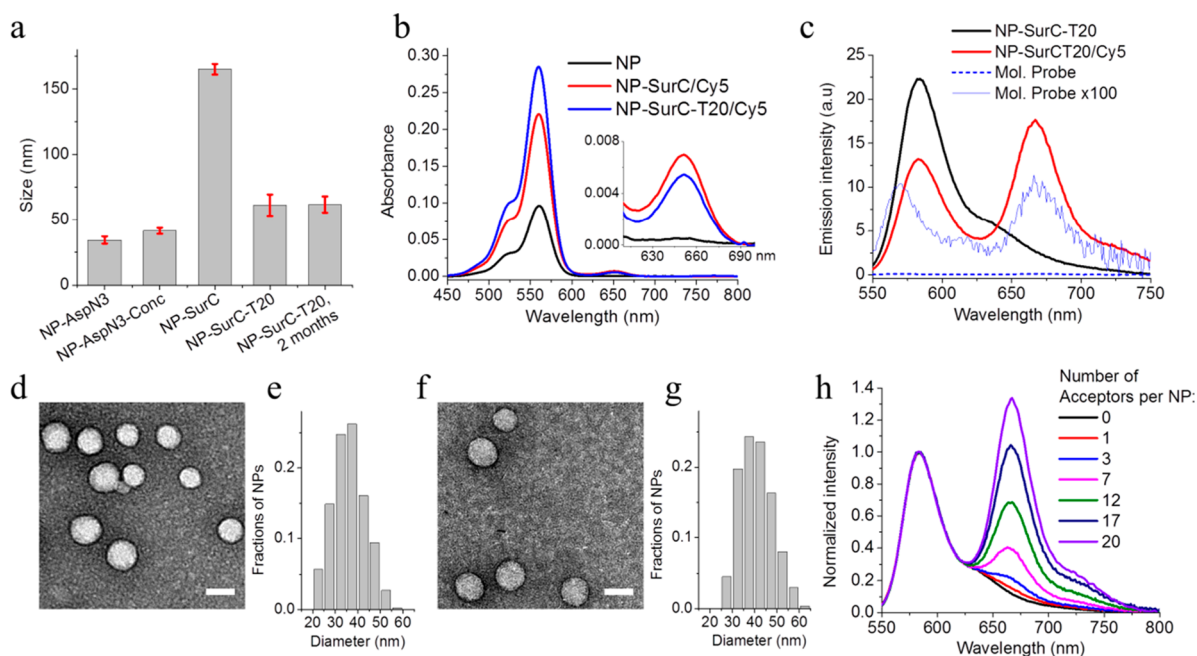 a
Size (nm)
150
100
50
0
NP-AspN3
NP-AspN3-Conc
NP-SurC
NP-SurC-T20
NP-SurC-T20,
2 months
b
NP
NP-SurC/Cy5
NP-SurC-T20/Cy5
Absorbance
0.30
0.25
0.20
0.15
0.10
0.05
0.00
450 500 550 600 650 700 750 800
Wavelength (nm)
0.008
0.004
0.000
630 660 690 nm
c
NP-SurC-T20
NP-SurCT20/Cy5
Mol. Probe
Mol. Probe x100
Emission intensity (a.u)
25
20
15
10
5
0
550 600 650 700 750
Wavelength (nm)
d
e
Fractions of NPs
0.2
0.1
0.0
20 30 40 50 60
Diameter (nm)
f
g
Fractions of NPs
0.2
0.1
0.0
20 30 40 50 60
Diameter (nm)
h
Number of
Acceptors per NP:
0
1
3
7
12
17
20
Normalized intensity
1.4
1.2
1.0
0.8
0.6
0.4
0.2
0.0
550 600 650 700 750 800
Wavelength (nm)